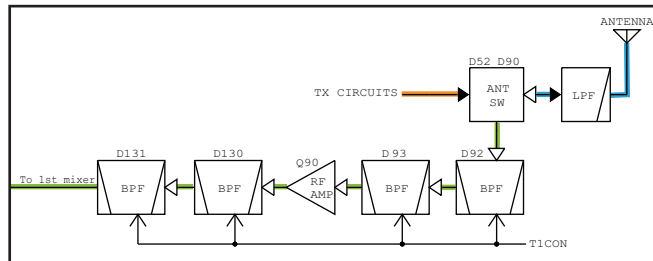 ANTENNA
D52 D90
TX CIRCUITS
ANT
SW
LPF
D131
D130
Q90
D93
D92
To 1st mixer
BPF
BPF
RF
AMP
BPF
BPF
T1CON